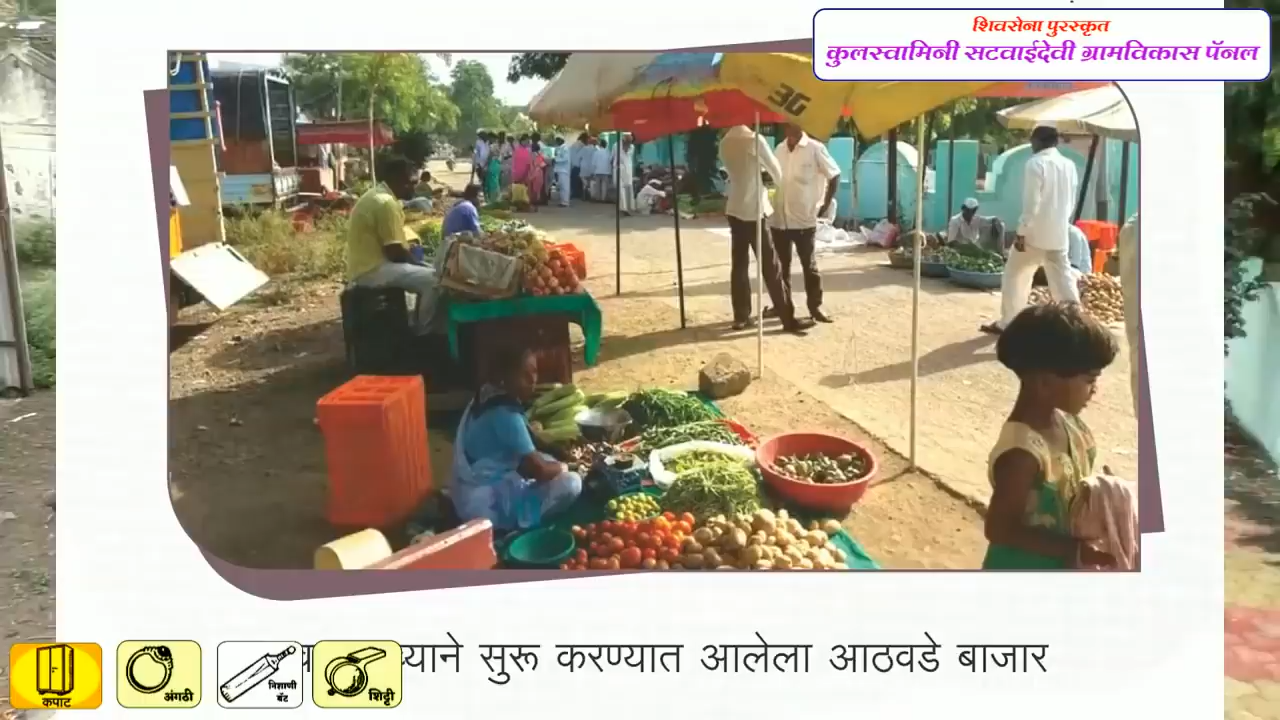 शिवसेना पुरस्कृत
कुलस्वामिनी सटवाईदेवी ग्रामविकास पॅनल
3G
सुरू करण्यात आलेला आठवडे बाजार
कपाट
अंगठी
निशाणी
बॅट
शिट्टी